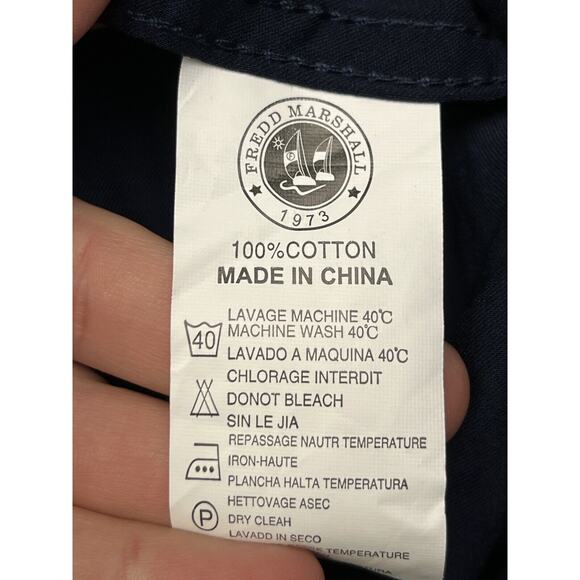 FREDD MARSHALL
1973
100%COTTON
MADE IN CHINA
LAVAGE MACHINE 40℃
MACHINE WASH 40℃
40
LAVADO A MAQUINA 40℃
CHLORAGE INTERDIT
DONOT BLEACH
SIN LE JIA
REPASSAGE NAUTR TEMPERATURE
IRON-HAUTE
PLANCHA HALTA TEMPERATURA
HETTOVAGE ASEC
P
DRY CLEAH
LAVADD IN SECO
TEMPERATURE